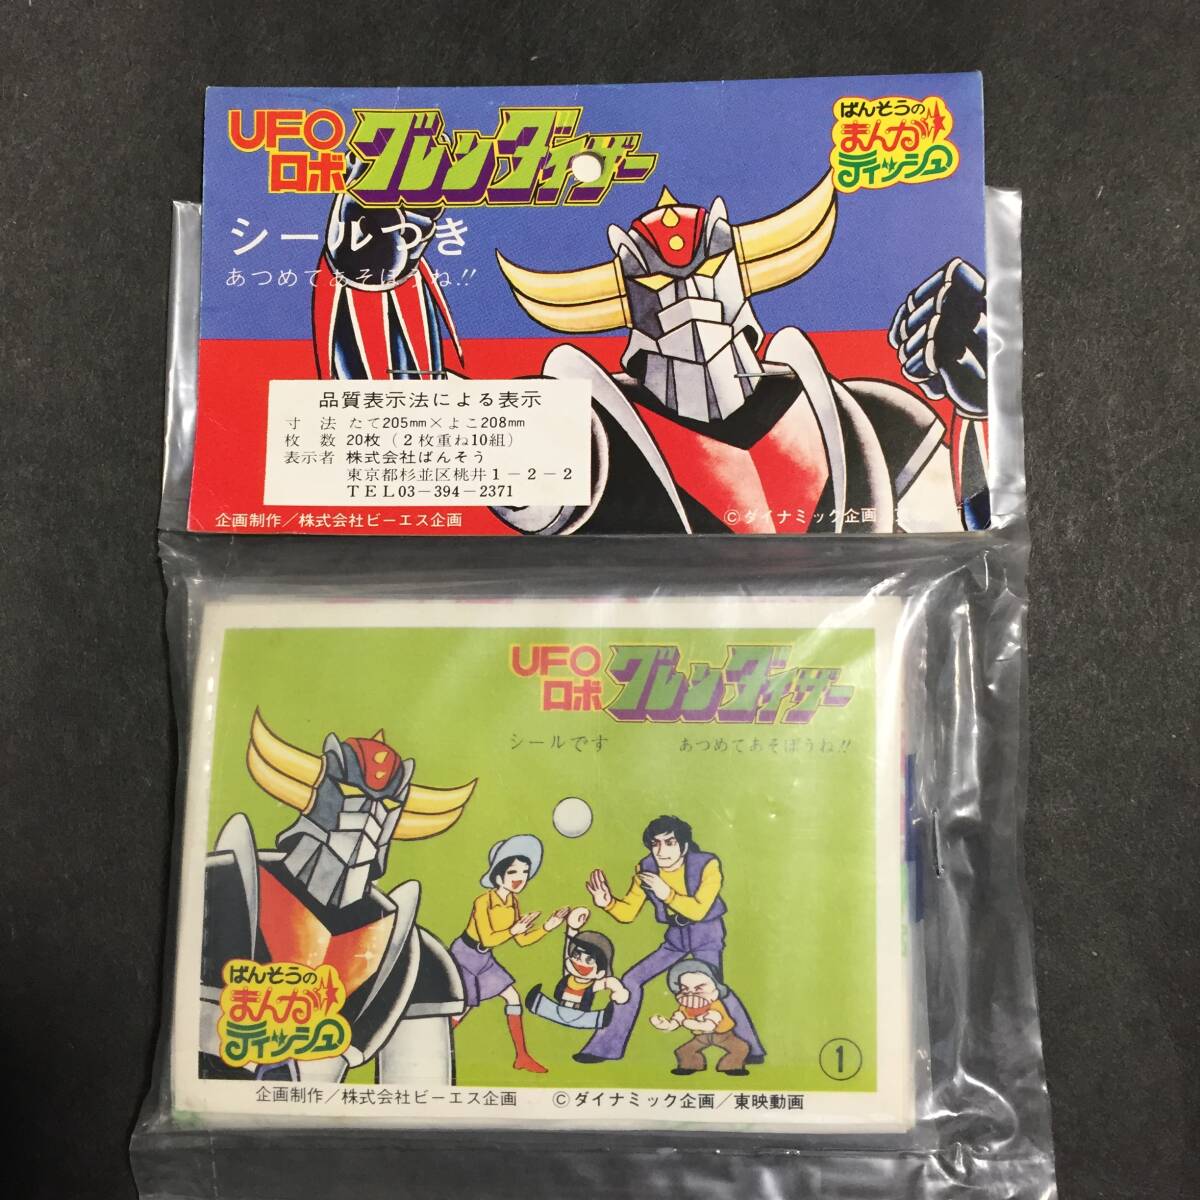 UFO
ロボ
グレンダイザー
ばんそうの
まんが
ティッシュ
シールつき
あつめてあそぼうね!!
品質表示法による表示
寸 法 たて205mm×よこ208mm
枚 数 20枚(2枚重ね10組)
表示者 株式会社ばんそう
東京都杉並区桃井1-2-2
TEL03-394-2371
企画制作/株式会社ビーエス企画
©ダイナミック企画
UFO
ロボ
グレンダイザー
シールです あつめてあそぼうね!!
ばんそうの
まんが
ティッシュ
1
企画制作/株式会社ビーエス企画 ©ダイナミック企画/東映動画